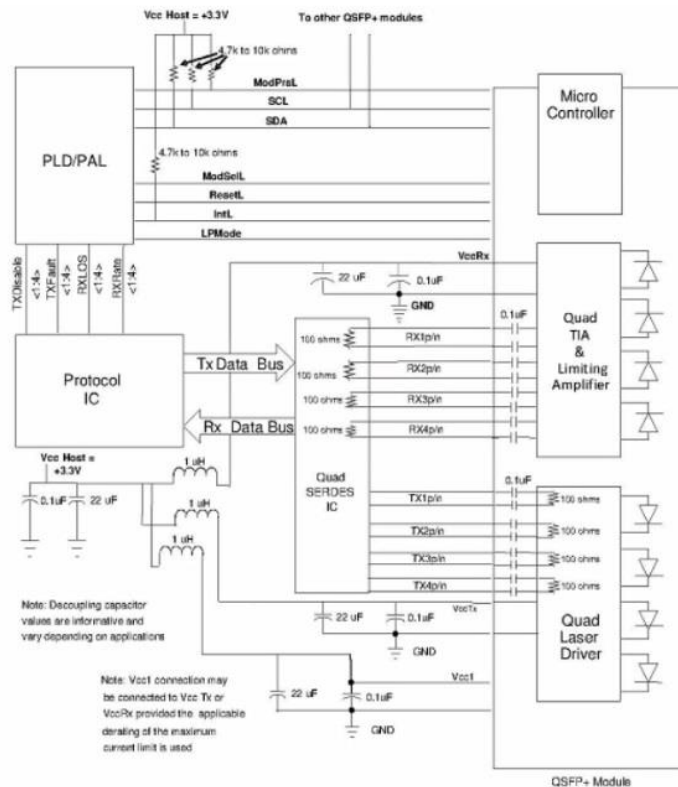 Vcc Host = +3.3V
To other QSFP+ modules
4.7k to 10k ohms
ModPrsL
SCL
SDA
Micro
Controller
PLD/PAL
4.7k to 10k ohms
ModSelL
ResetL
IntL
LPMode
TXDisable
<1:4>
TXFault
<1:4>
RXLOS
<1:4>
RXRate
<1:4>
VccRx
22 uF
0.1uF
GND
0.1uF
100 ohms
RX1p/n
Quad
TIA
&
Limiting
Amplifier
Tx Data Bus
100 ohms
RX2p/n
Protocol
IC
100 ohms
RX3p/n
Rx Data Bus
100 ohms
RX4p/n
Vcc Host =
+3.3V
1 uH
0.1uF
22 uF
1 uH
1 uH
Quad
SERDES
IC
0.1uF
TX1p/n
100 ohms
TX2p/n
100 ohms
TX3p/n
100 ohms
TX4p/n
100 ohms
Note: Decoupling capacitor
values are informative and
vary depending on applications
VccTx
22 uF
0.1uF
GND
Quad
Laser
Driver
Note: Vcc1 connection may
be connected to Vcc Tx or
VccRx provided the applicable
derating of the maximum
current limit is used
Vcc1
22 uF
0.1uF
GND
QSFP+ Module